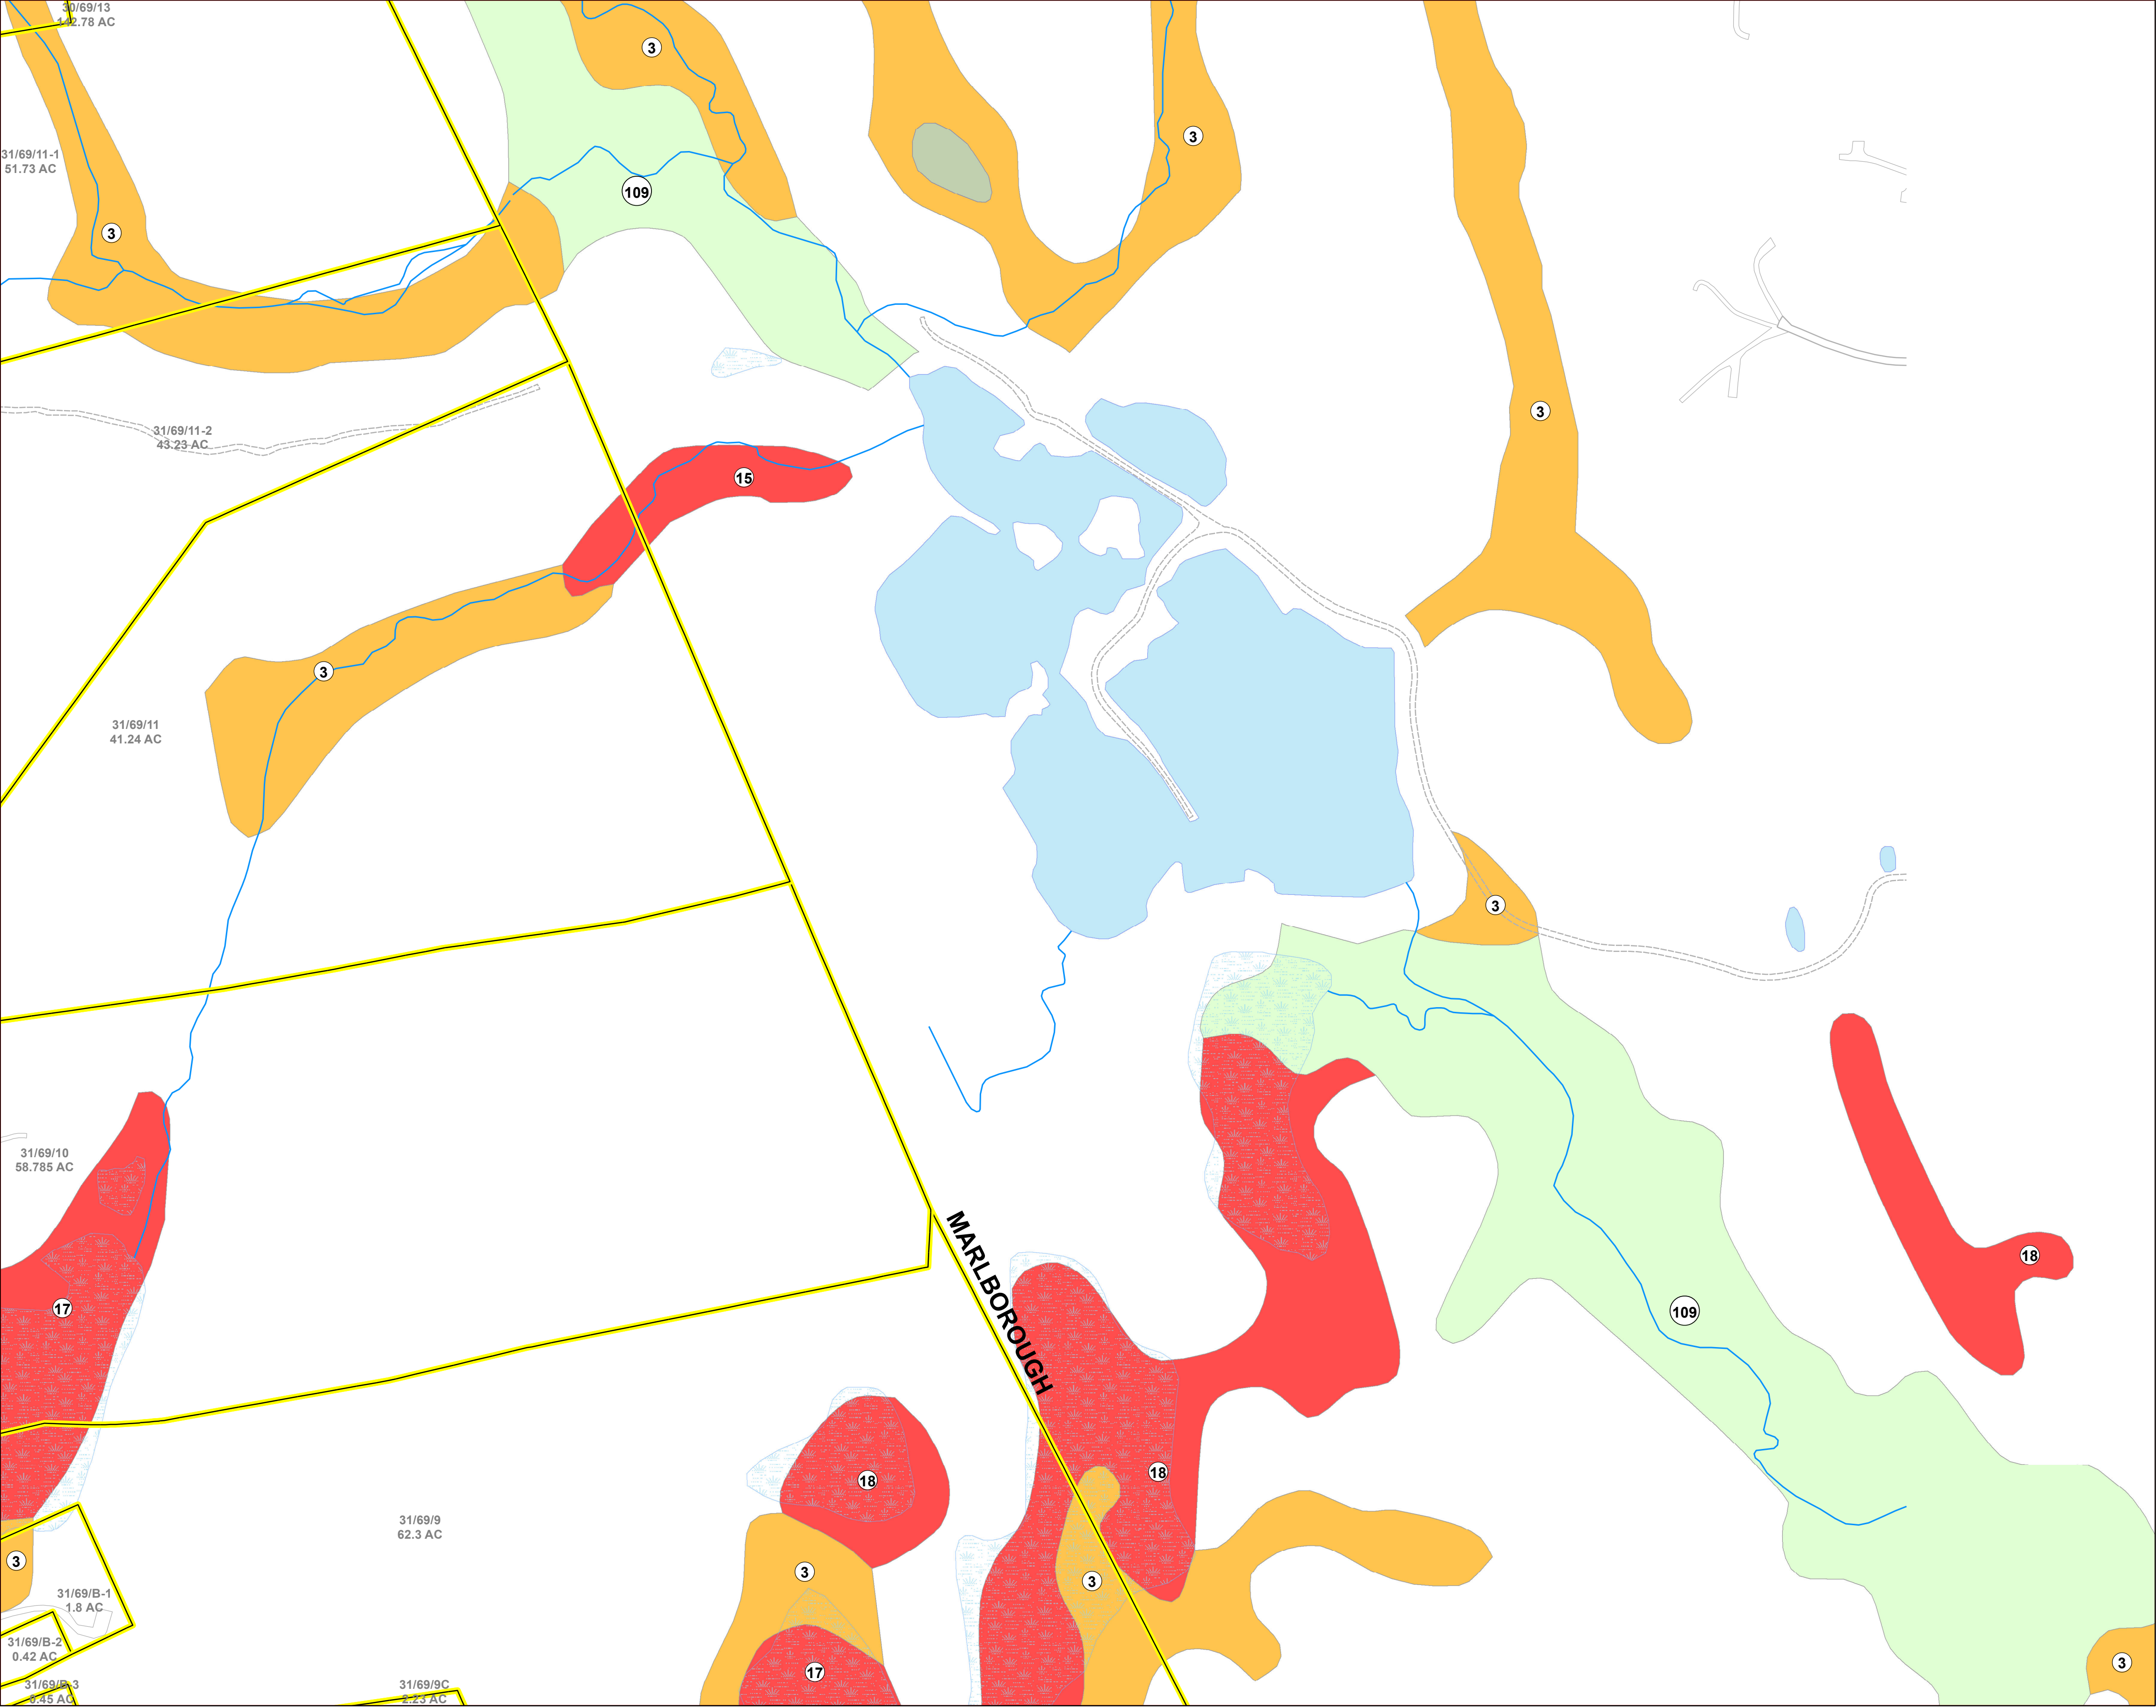 30/69/13
142.78 AC
3
3
31/69/11-1
51.73 AC
109
3
3
31/69/11-2
43.23 AC
15
3
31/69/11
41.24 AC
3
31/69/10
58.785 AC
17
MARLBOROUGH
18
109
18
18
31/69/9
62.3 AC
3
3
3
31/69/B-1
1.8 AC
31/69/B-2
0.42 AC
17
3
31/69/B-3
0.45 AC
31/69/9C
2.23 AC